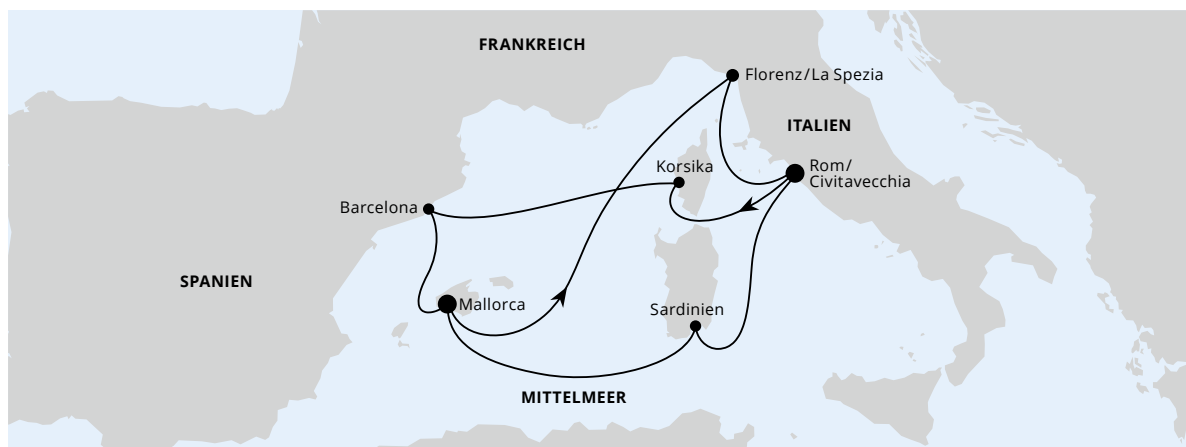 FRANKREICH
Florenz/La Spezia
ITALIEN
Korsika
Rom/
Civitavecchia
Barcelona
SPANIEN
Mallorca
Sardinien
MITTELMEER